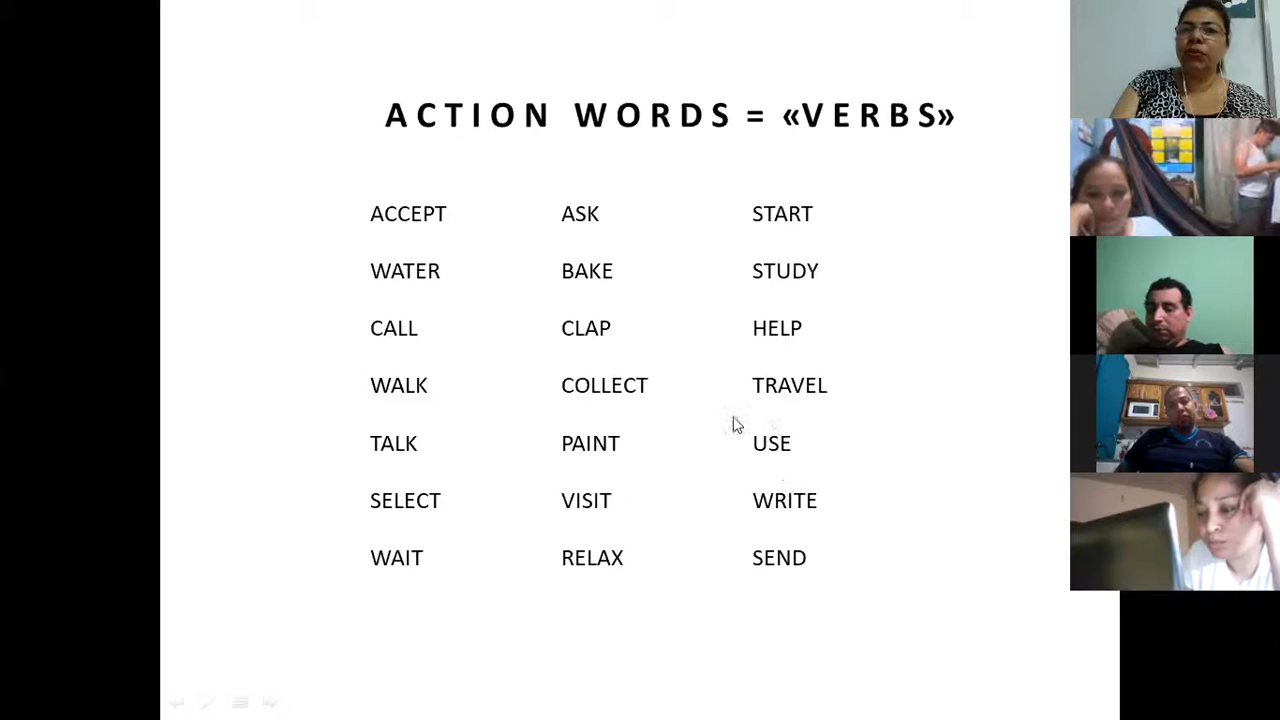 ACTION WORDS = «VERBS»
ACCEPT ASK START
WATER BAKE STUDY
CALL CLAP HELP
WALK COLLECT TRAVEL
TALK PAINT USE
SELECT VISIT WRITE
WAIT RELAX SEND